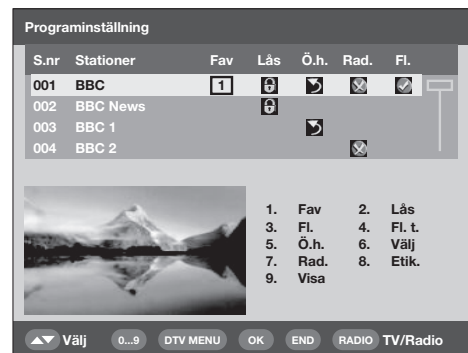 Programinställning
S.nr Stationer Fav Lås Ö.h. Rad. Fl.
001 BBC 1
002 BBC News
003 BBC 1
004 BBC 2
1. Fav 2. Lås
3. Fl. 4. Fl. t.
5. Ö.h. 6. Välj
7. Rad. 8. Etik.
9. Visa
Välj 0...9 DTV MENU OK END RADIO TV/Radio